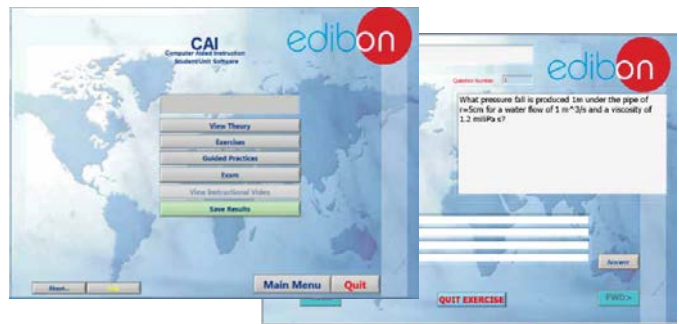 CAI
Computer Aided Instruction
Student/Unit Software
edibon
View Theory
Exercises
Guided Practices
Exam
View Instructional Video
Save Results
About...
Main Menu
Quit
edibon
Question Number
What pressure fall is produced 1m under the pipe of
r=5cm for a water flow of 1 m^3/s and a viscosity of
1.2 miliPa s?
Answer
QUIT EXERCISE
FWD>